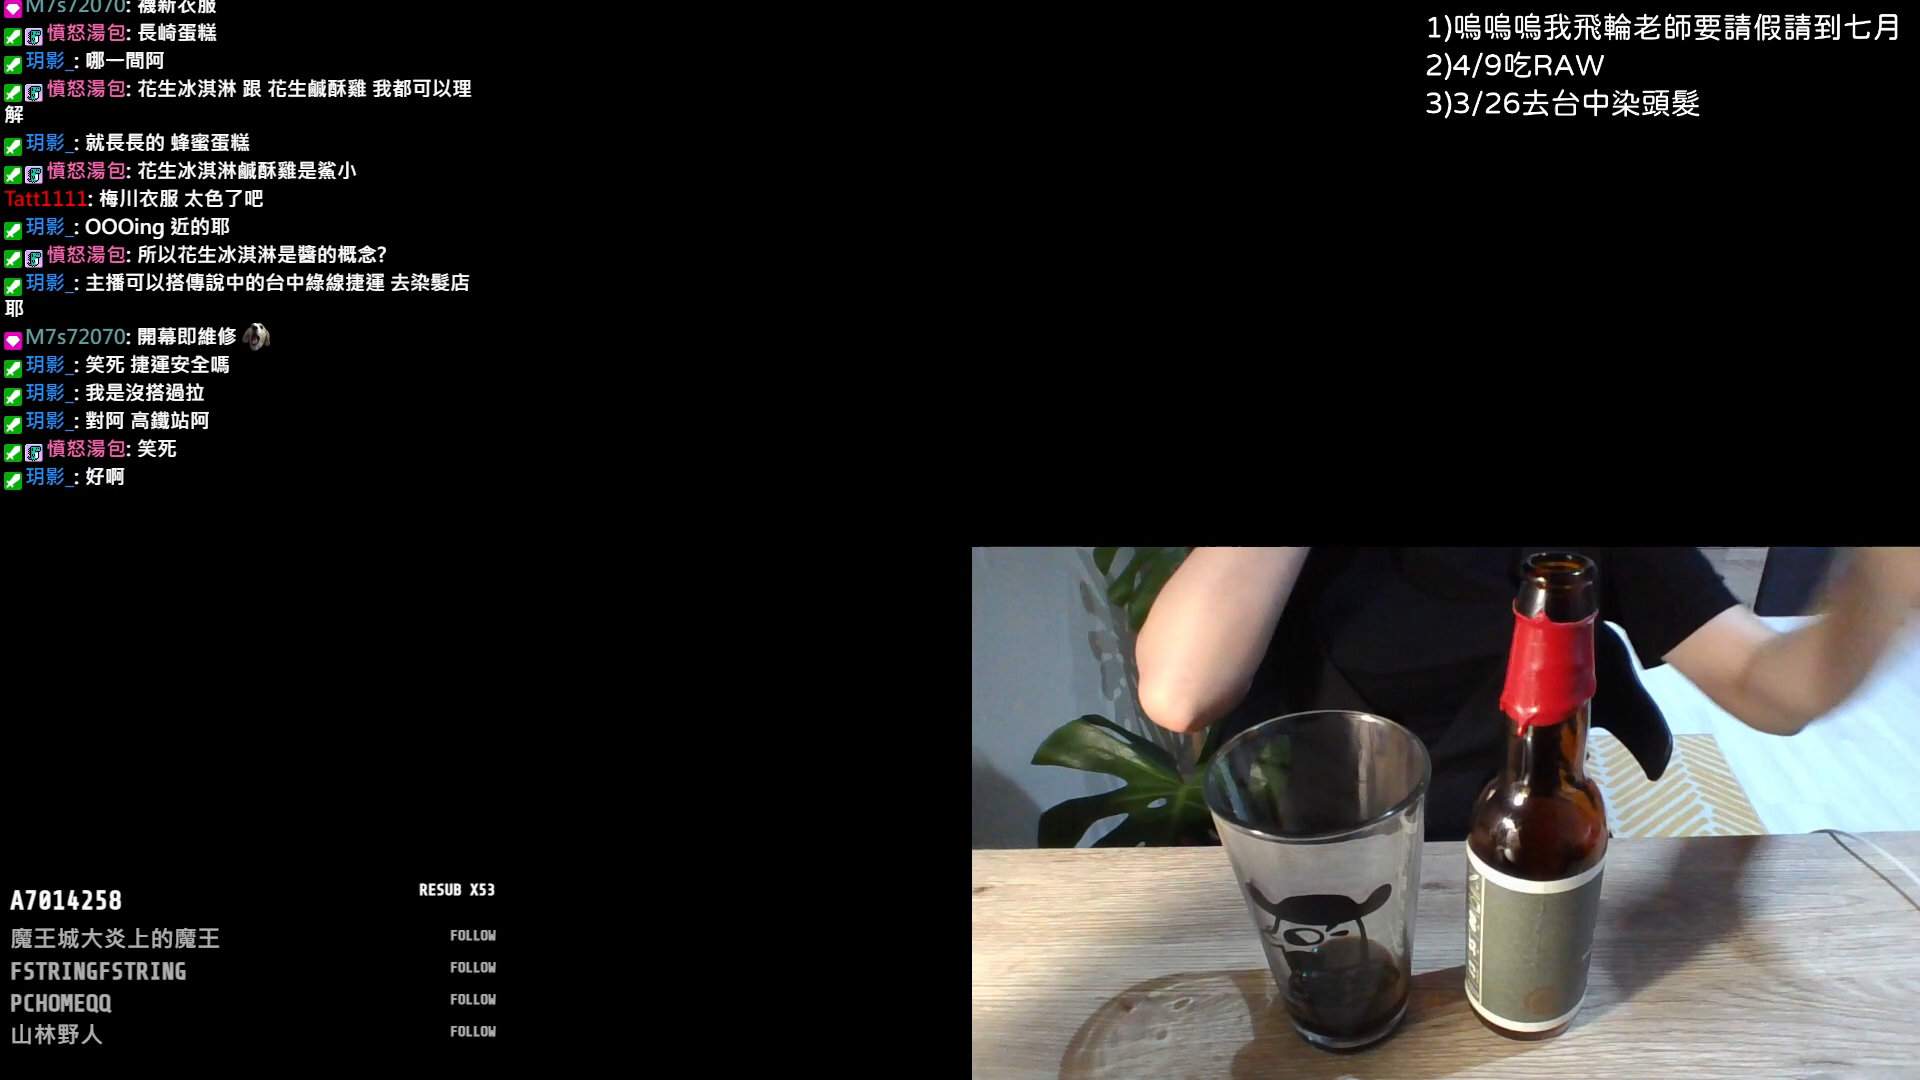 M7s72070: 襪新衣服
憤怒湯包: 長崎蛋糕
玥影_: 哪一間阿
憤怒湯包: 花生冰淇淋 跟 花生鹹酥雞 我都可以理
解
玥影_: 就長長的 蜂蜜蛋糕
憤怒湯包: 花生冰淇淋鹹酥雞是鯊小
Tatt1111: 梅川衣服 太色了吧
玥影_: OOOing 近的耶
憤怒湯包: 所以花生冰淇淋是醬的概念?
玥影_: 主播可以搭傳說中的台中綠線捷運 去染髮店
耶
M7s72070: 開幕即維修
玥影_: 笑死 捷運安全嗎
玥影_: 我是沒搭過拉
玥影_: 對阿 高鐵站阿
憤怒湯包: 笑死
玥影_: 好啊
1)嗚嗚嗚我飛輪老師要請假請到七月
2)4/9吃RAW
3)3/26去台中染頭髮
A7014258 RESUB X53
魔王城大炎上的魔王 FOLLOW
FSTRINGFSTRING FOLLOW
PCHOMEQQ FOLLOW
山林野人 FOLLOW